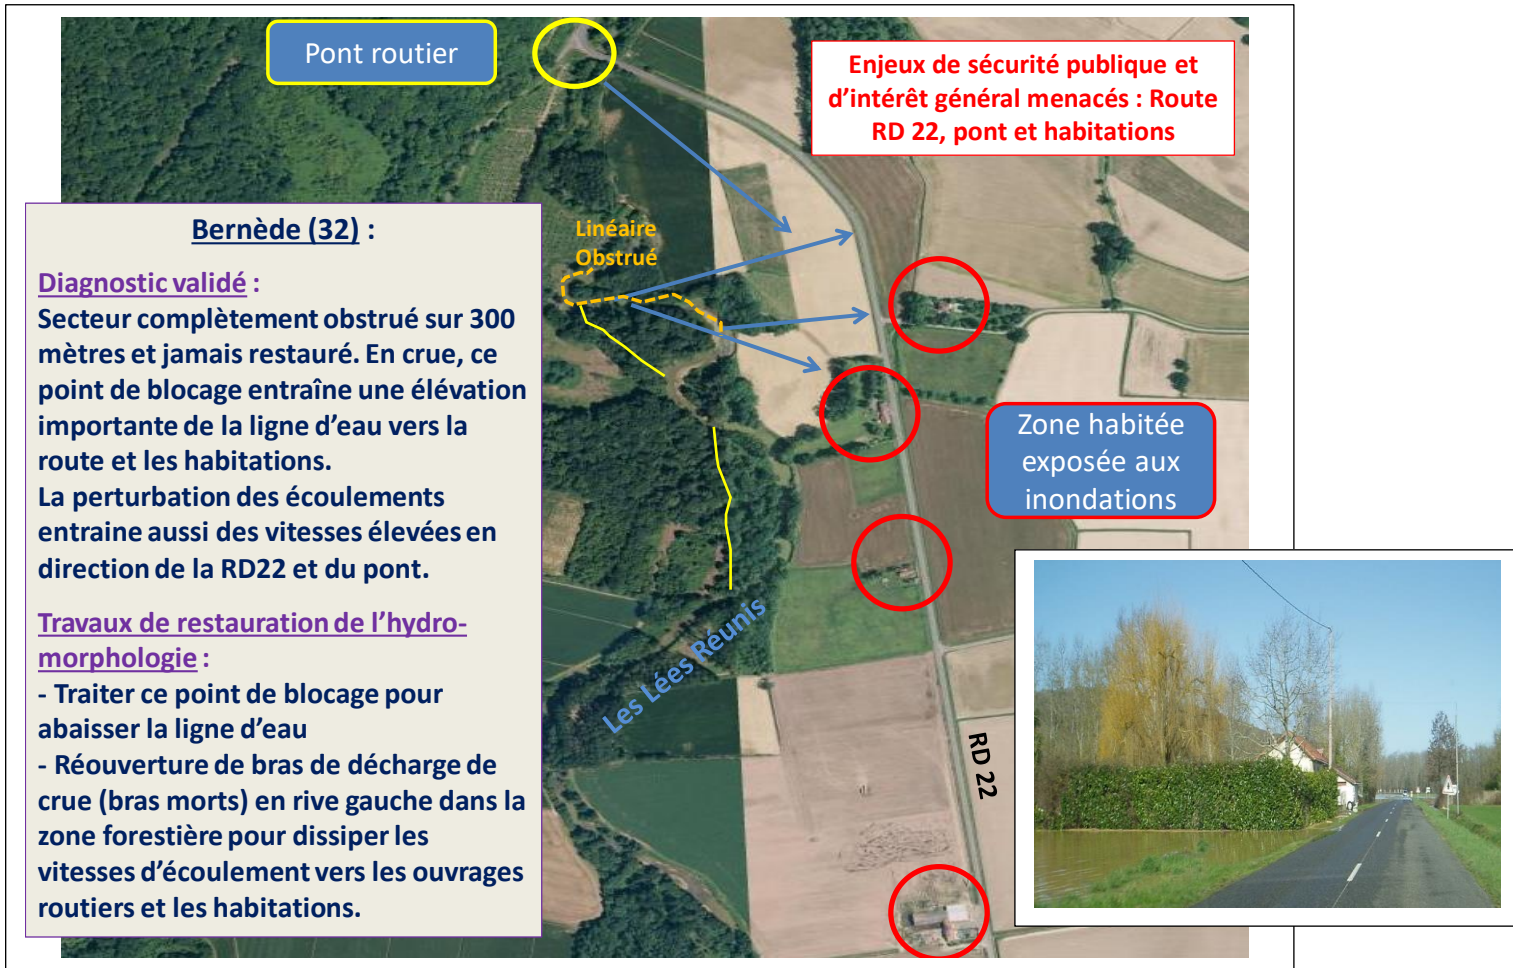 Pont routier
Enjeux de sécurité publique et
d'intérêt général menacés : Route
RD 22, pont et habitations
Bernède (32) :
Diagnostic validé :
Secteur complètement obstrué sur 300
mètres et jamais restauré. En crue, ce
point de blocage entraîne une élévation
importante de la ligne d'eau vers la
route et les habitations.
La perturbation des écoulements
entraine aussi des vitesses élevées en
direction de la RD22 et du pont.
Travaux de restauration de l'hydro-
morphologie :
- Traiter ce point de blocage pour
abaisser la ligne d'eau
- Réouverture de bras de décharge de
crue (bras morts) en rive gauche dans la
zone forestière pour dissiper les
vitesses d'écoulement vers les ouvrages
routiers et les habitations.
Linéaire
Obstrué
Zone habitée
exposée aux
inondations
Les Lées Réunis
RD 22